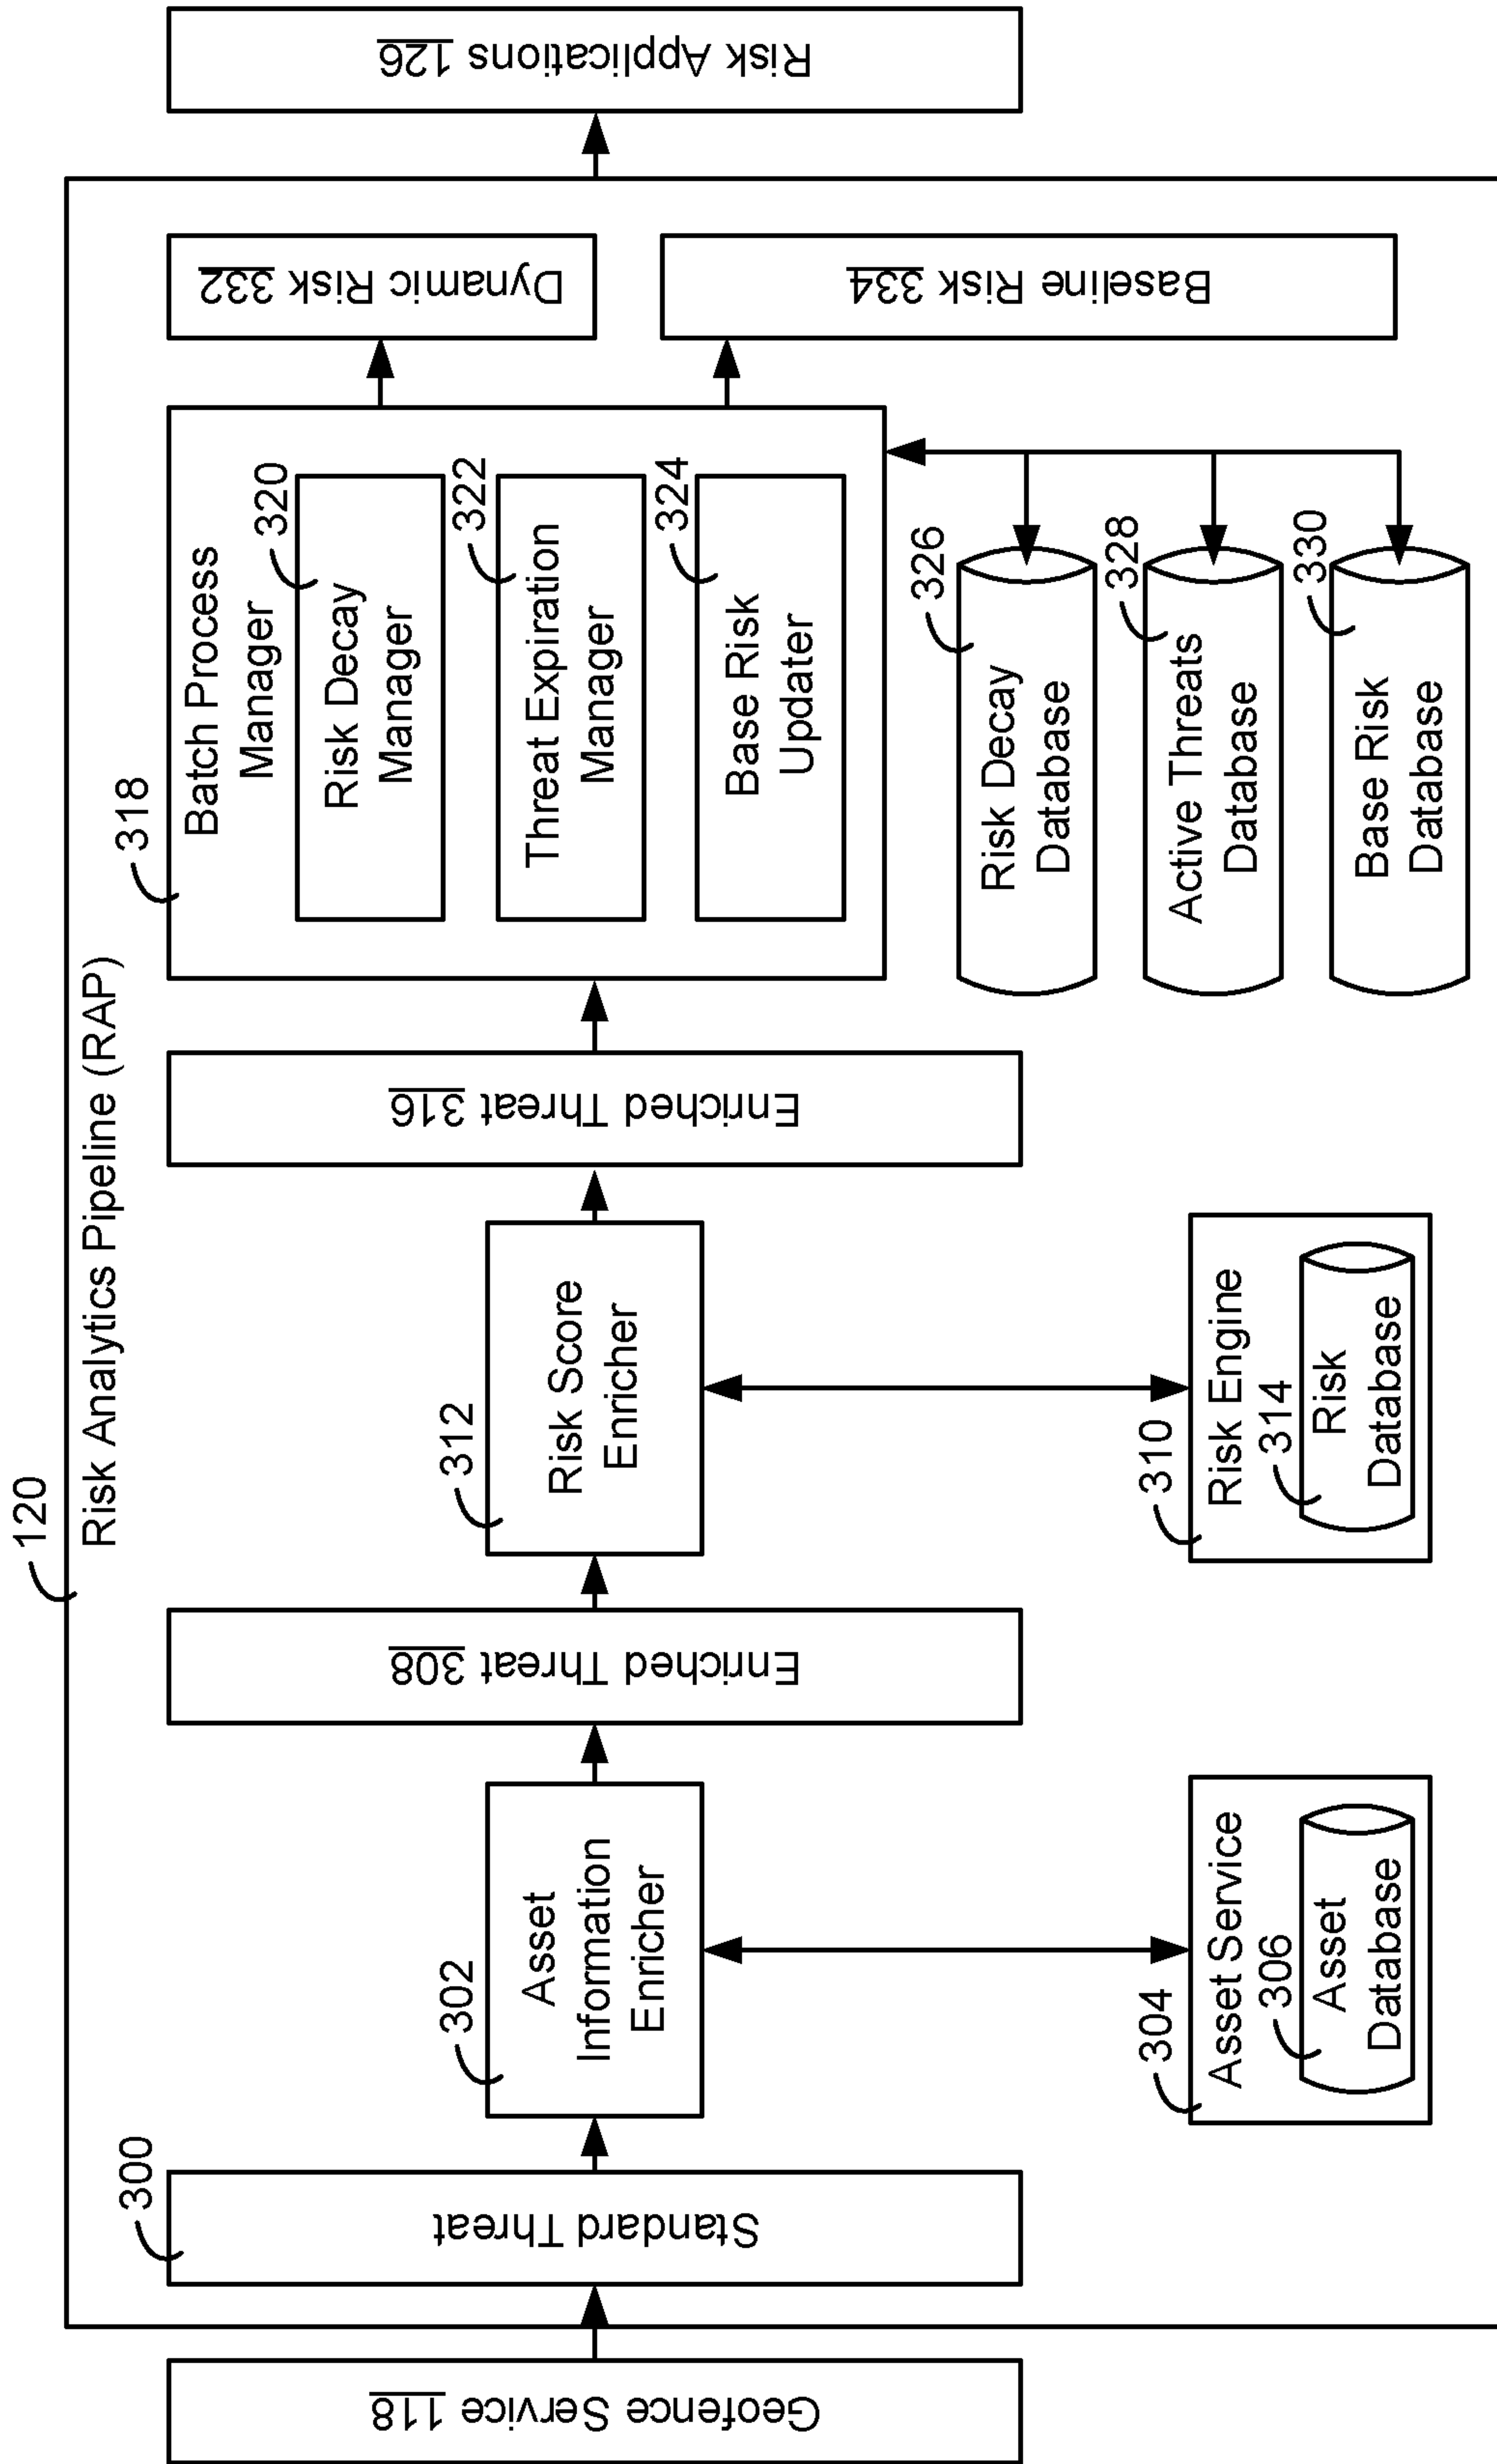 120
Risk Analytics Pipeline (RAP)
Geofence Service 118
300
Standard Threat
302
Asset
Information
Enricher
304
Asset Service
306
Asset
Database
Enriched Threat 308
312
Risk Score
Enricher
310
Risk Engine
314
Risk
Database
Enriched Threat 316
318
Batch Process
Manager
320
Risk Decay
Manager
322
Threat Expiration
Manager
324
Base Risk
Updater
326
Risk Decay
Database
328
Active Threats
Database
330
Base Risk
Database
Dynamic Risk 332
Baseline Risk 334
Risk Applications 126